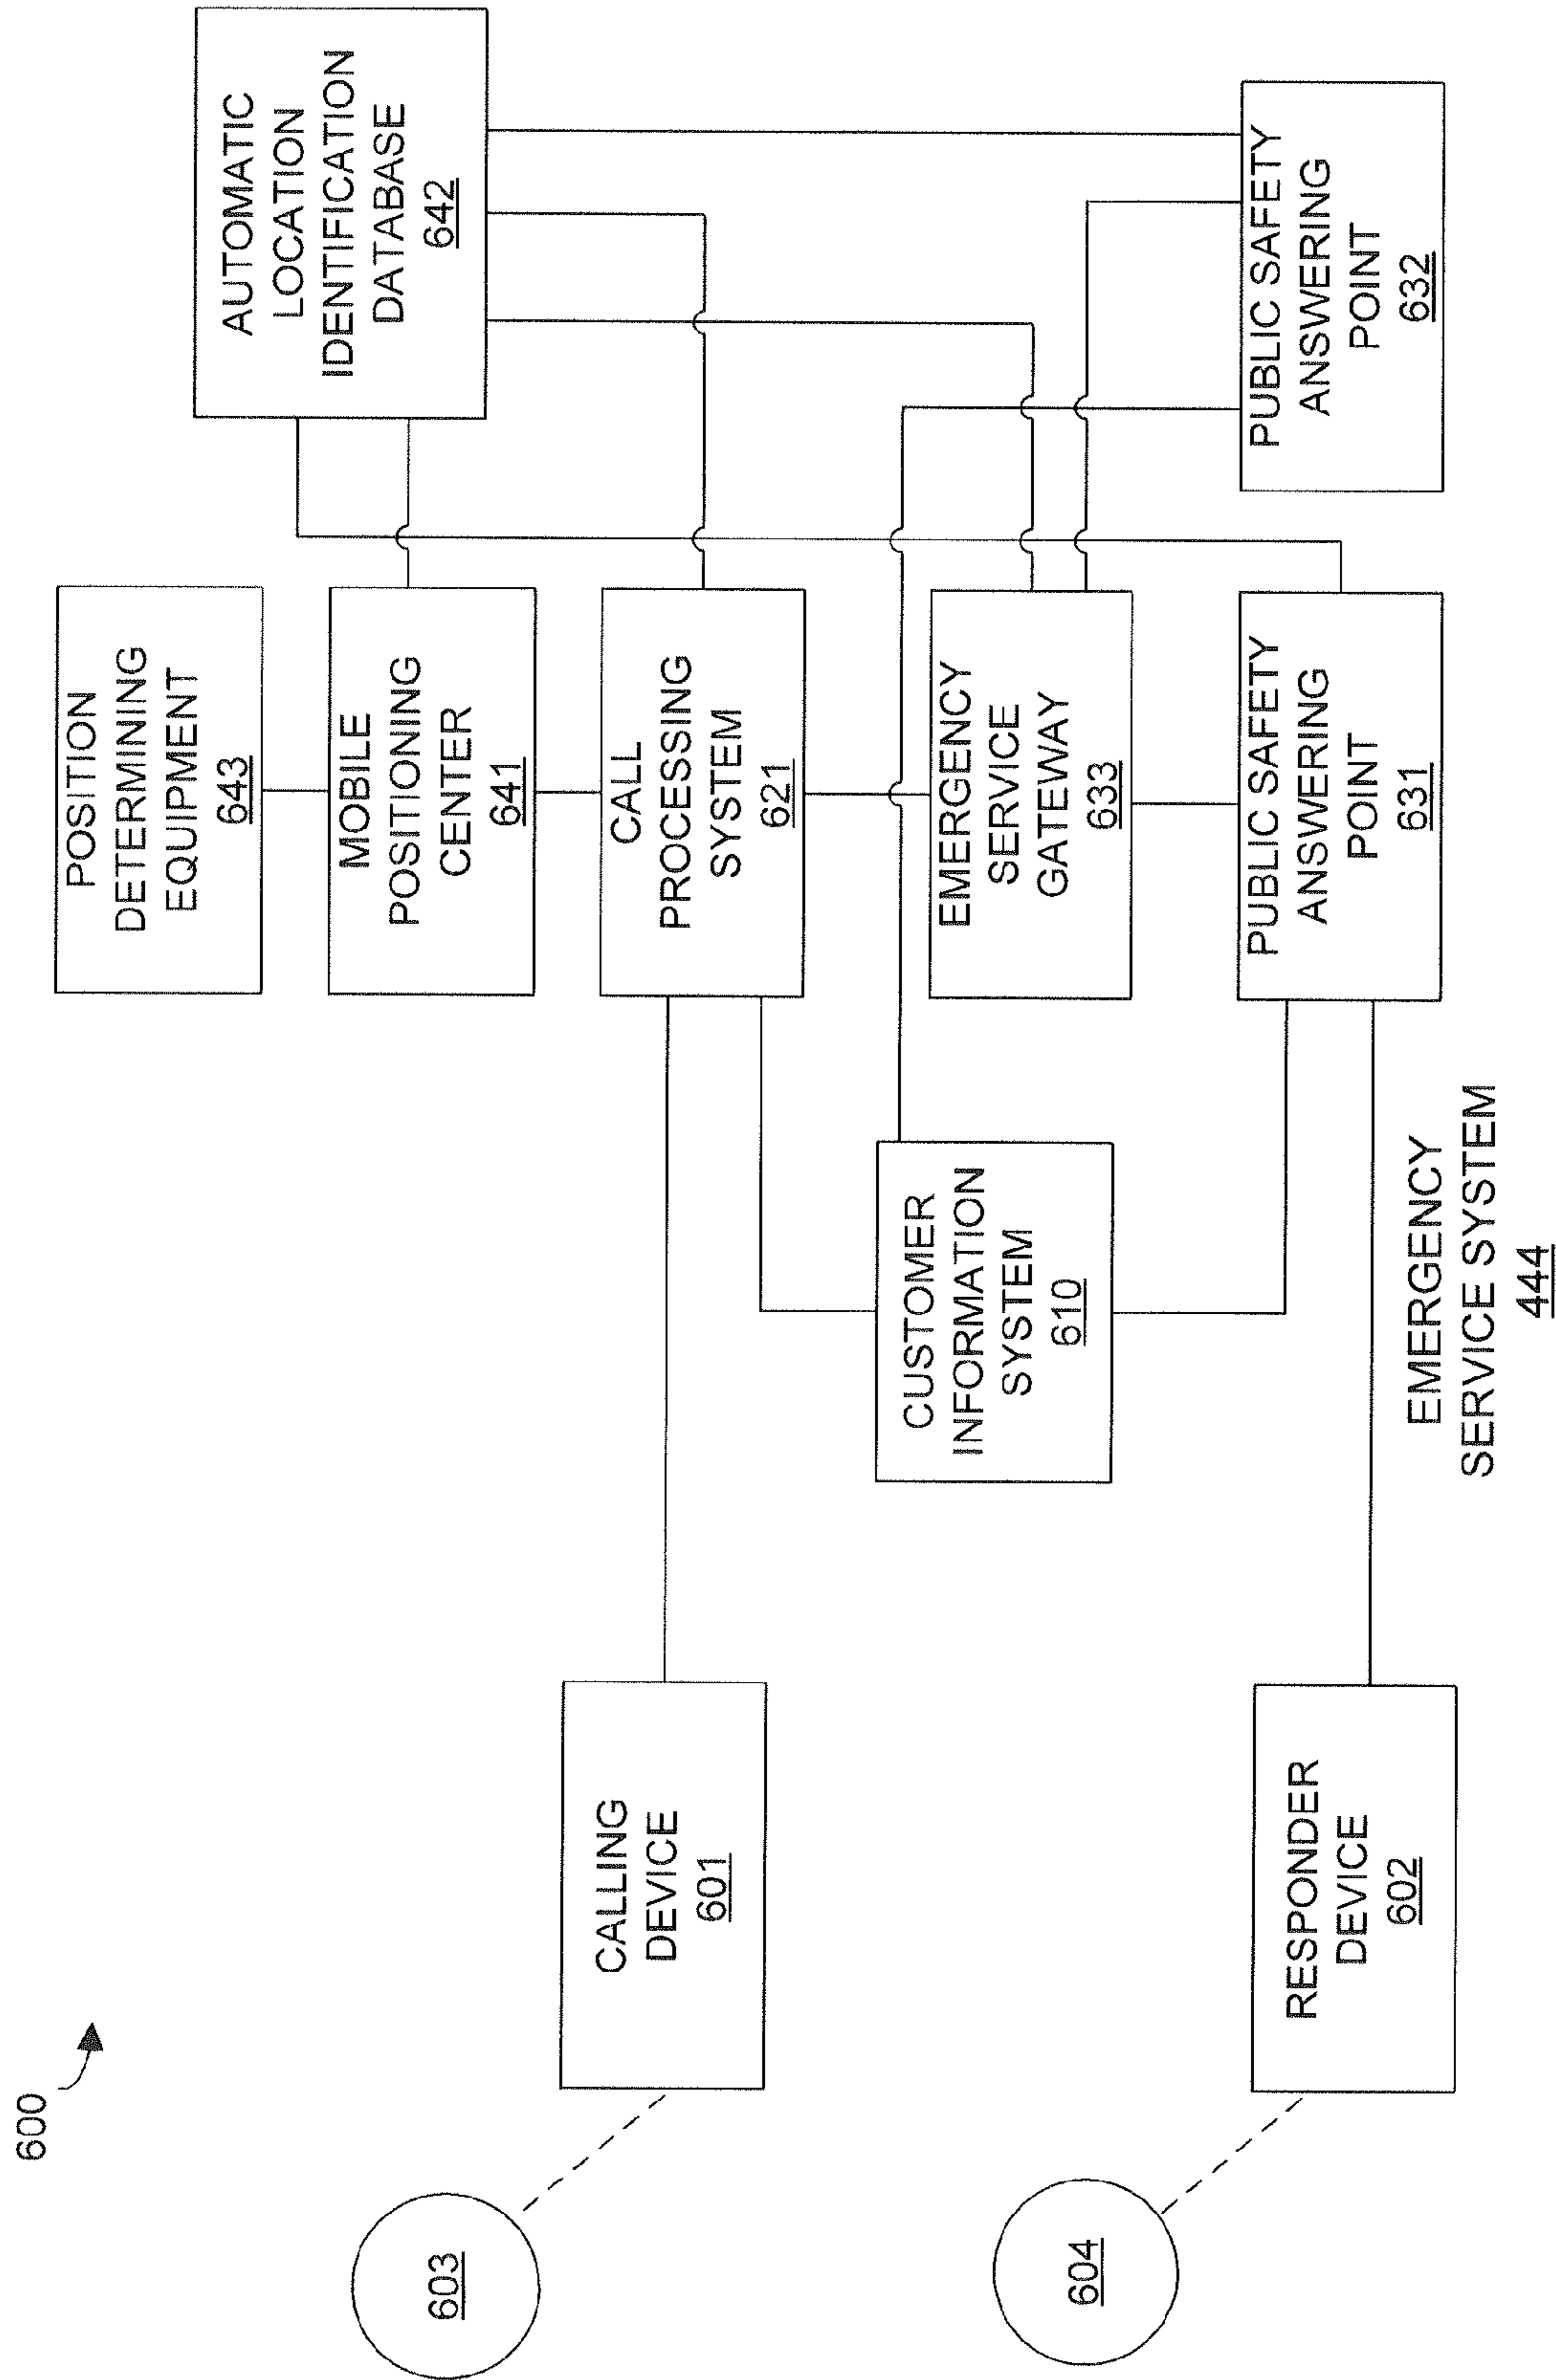 600
603
604
CALLING
DEVICE
601
RESPONDER
DEVICE
602
CUSTOMER
INFORMATION
SYSTEM
610
EMERGENCY
SERVICE SYSTEM
444
POSITION
DETERMINING
EQUIPMENT
643
MOBILE
POSITIONING
CENTER
641
CALL
PROCESSING
SYSTEM
621
EMERGENCY
SERVICE
GATEWAY
633
PUBLIC SAFETY
ANSWERING
POINT
631
AUTOMATIC
LOCATION
IDENTIFICATION
DATABASE
642
PUBLIC SAFETY
ANSWERING
POINT
632